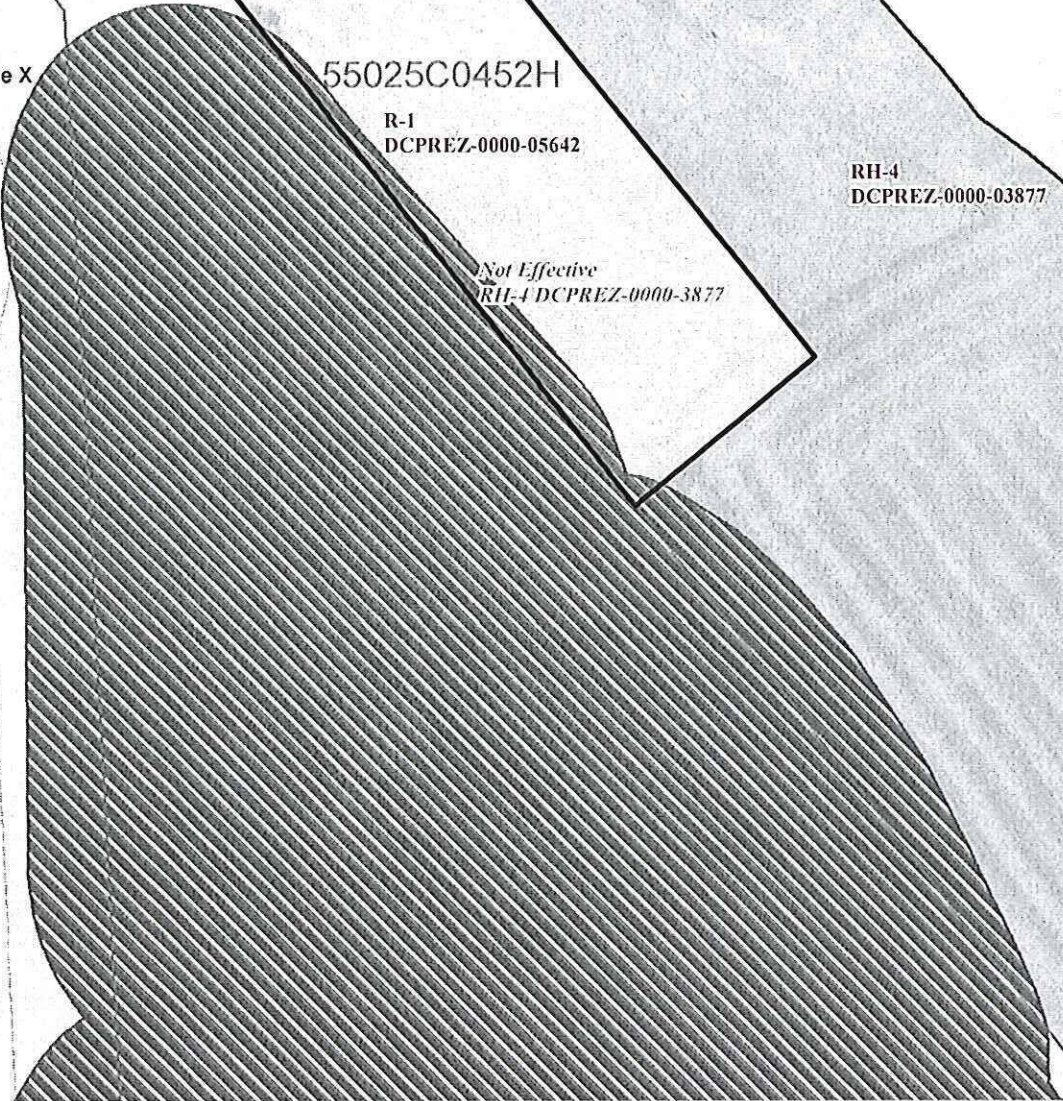 e X
55025C0452H
R-1
DCPREZ-0000-05642
RH-4
DCPREZ-0000-03877
Not Effective
RH-4 DCPREZ-0000-3877